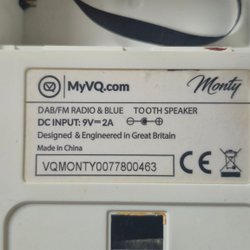 MyVQ.com
Monty
DAB/FM RADIO & BLUE TOOTH SPEAKER
DC INPUT: 9V⎓2A
Designed & Engineered in Great Britain
Made in China
VQMONTY0077800463
CE